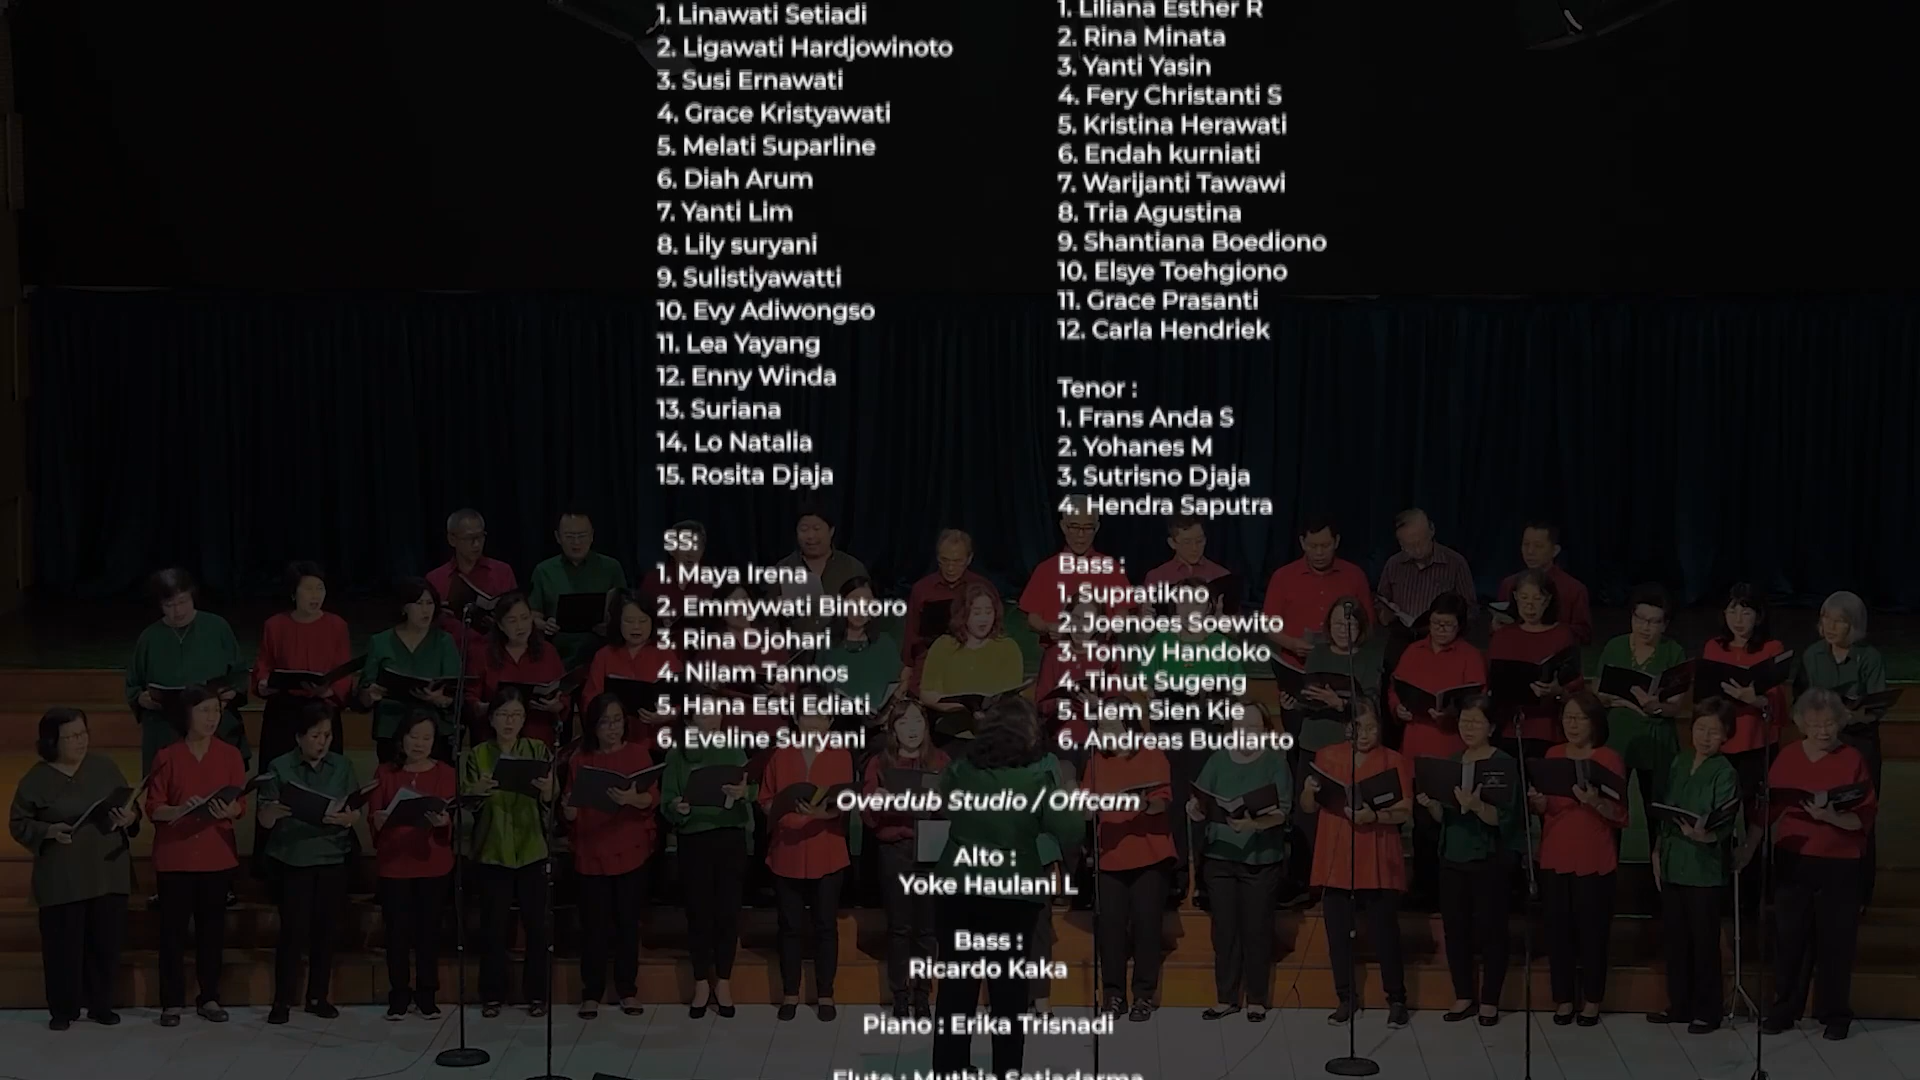 1. Linawati Setiadi
2. Ligawati Hardjowinoto
3. Susi Ernawati
4. Grace Kristyawati
5. Melati Suparline
6. Diah Arum
7. Yanti Lim
8. Lily suryani
9. Sulistiyawatti
10. Evy Adiwongso
11. Lea Yayang
12. Enny Winda
13. Suriana
14. Lo Natalia
15. Rosita Djaja
SS:
1. Maya Irena
2. Emmywati Bintoro
3. Rina Djohari
4. Nilam Tannos
5. Hana Esti Ediati
6. Eveline Suryani
1. Liliana Esther R
2. Rina Minata
3. Yanti Yasin
4. Fery Christanti S
5. Kristina Herawati
6. Endah kurniati
7. Warijanti Tawawi
8. Tria Agustina
9. Shantiana Boediono
10. Elsye Toehgiono
11. Grace Prasanti
12. Carla Hendriek
Tenor :
1. Frans Anda S
2. Yohanes M
3. Sutrisno Djaja
4. Hendra Saputra
Bass :
1. Supratikno
2. Joenoes Soewito
3. Tonny Handoko
4. Tinut Sugeng
5. Liem Sien Kie
6. Andreas Budiarto
Overdub Studio / Offcam
Alto :
Yoke Haulani L
Bass :
Ricardo Kaka
Piano : Erika Trisnadi
Flute : Muthia Setiadarma